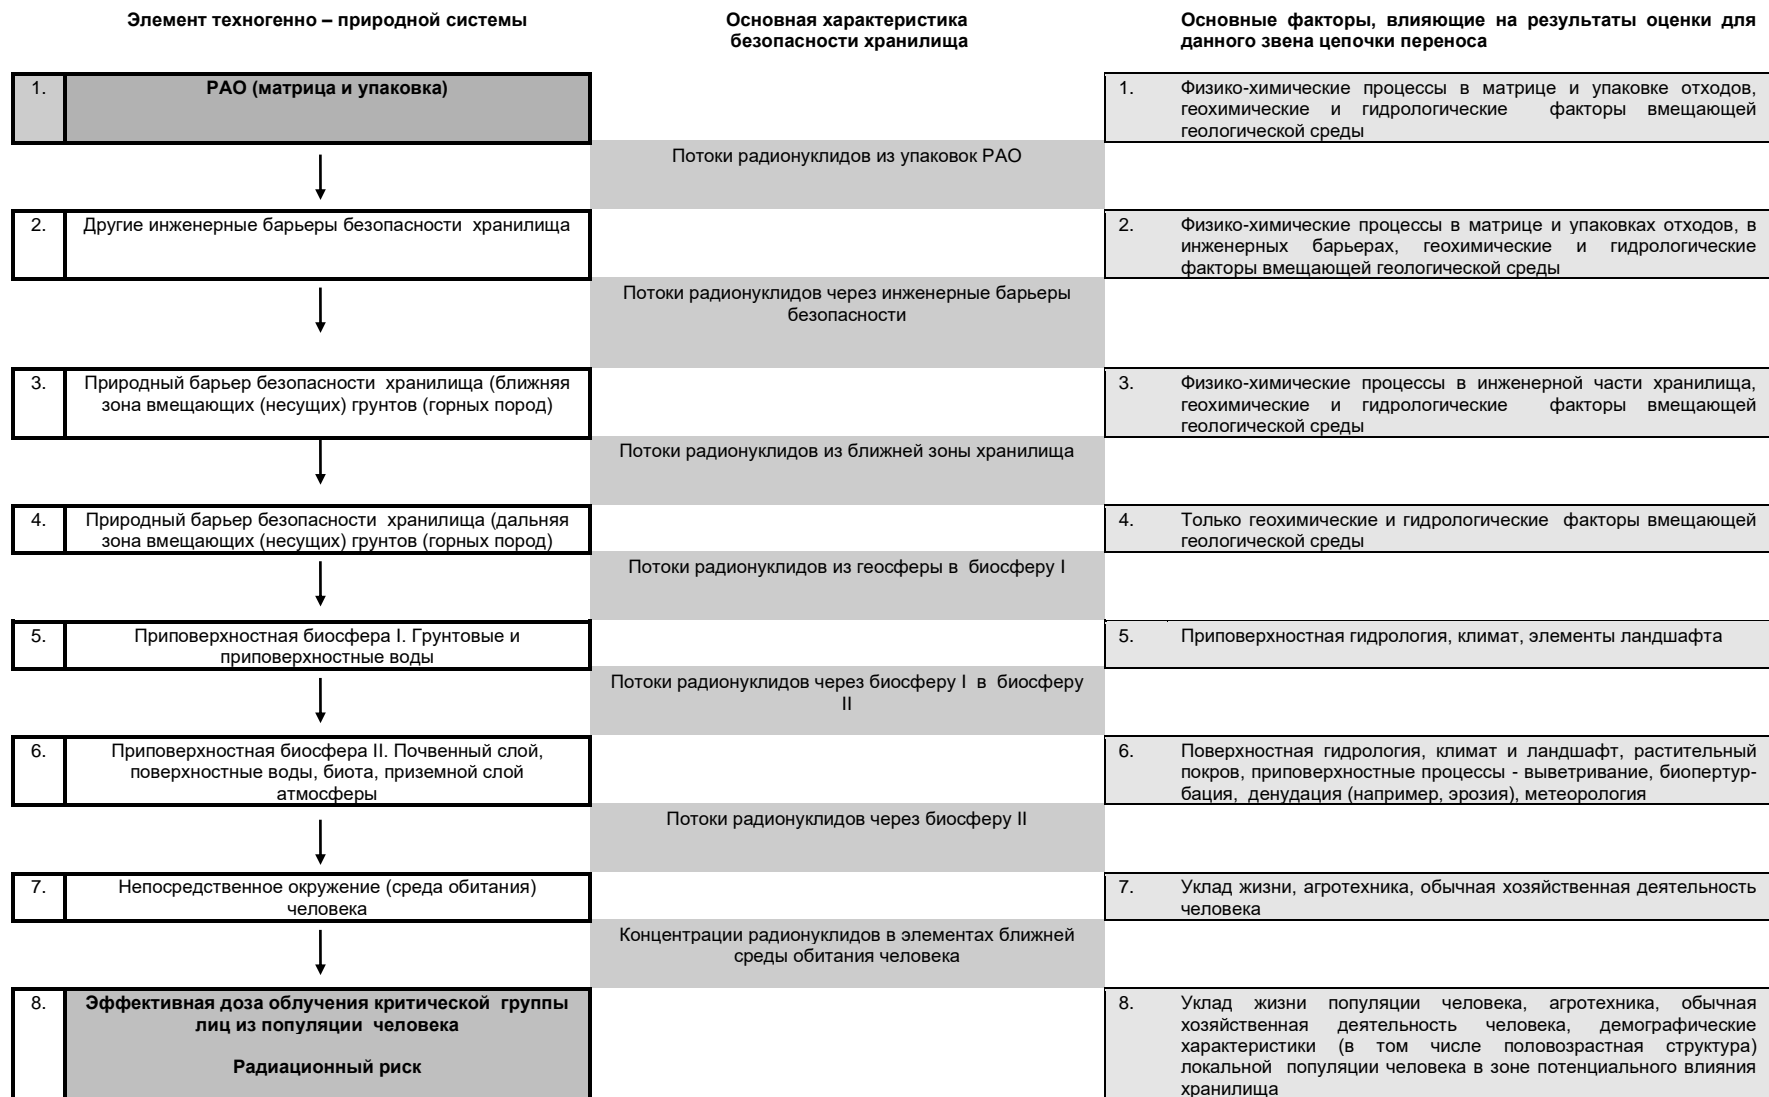 Элемент техногенно – природной системы
Основная характеристика
безопасности хранилища
Основные факторы, влияющие на результаты оценки для
данного звена цепочки переноса
1. РАО (матрица и упаковка)
1. Физико-химические процессы в матрице и упаковке отходов,
геохимические и гидрологические факторы вмещающей
геологической среды
Потоки радионуклидов из упаковок РАО
2. Другие инженерные барьеры безопасности хранилища
2. Физико-химические процессы в матрице и упаковках отходов, в
инженерных барьерах, геохимические и гидрологические
факторы вмещающей геологической среды
Потоки радионуклидов через инженерные барьеры
безопасности
3. Природный барьер безопасности хранилища (ближняя
зона вмещающих (несущих) грунтов (горных пород)
3. Физико-химические процессы в инженерной части хранилища,
геохимические и гидрологические факторы вмещающей
геологической среды
Потоки радионуклидов из ближней зоны хранилища
4. Природный барьер безопасности хранилища (дальняя
зона вмещающих (несущих) грунтов (горных пород)
4. Только геохимические и гидрологические факторы вмещающей
геологической среды
Потоки радионуклидов из геосферы в биосферу I
5. Приповерхностная биосфера I. Грунтовые и
приповерхностные воды
5. Приповерхностная гидрология, климат, элементы ландшафта
Потоки радионуклидов через биосферу I в биосферу
II
6. Приповерхностная биосфера II. Почвенный слой,
поверхностные воды, биота, приземной слой
атмосферы
6. Поверхностная гидрология, климат и ландшафт, растительный
покров, приповерхностные процессы - выветривание, биопертур-
бация, денудация (например, эрозия), метеорология
Потоки радионуклидов через биосферу II
7. Непосредственное окружение (среда обитания)
человека
7. Уклад жизни, агротехника, обычная хозяйственная деятельность
человека
Концентрации радионуклидов в элементах ближней
среды обитания человека
8. Эффективная доза облучения критической группы
лиц из популяции человека
Радиационный риск
8. Уклад жизни популяции человека, агротехника, обычная
хозяйственная деятельность человека, демографические
характеристики (в том числе половозрастная структура)
локальной популяции человека в зоне потенциального влияния
хранилища